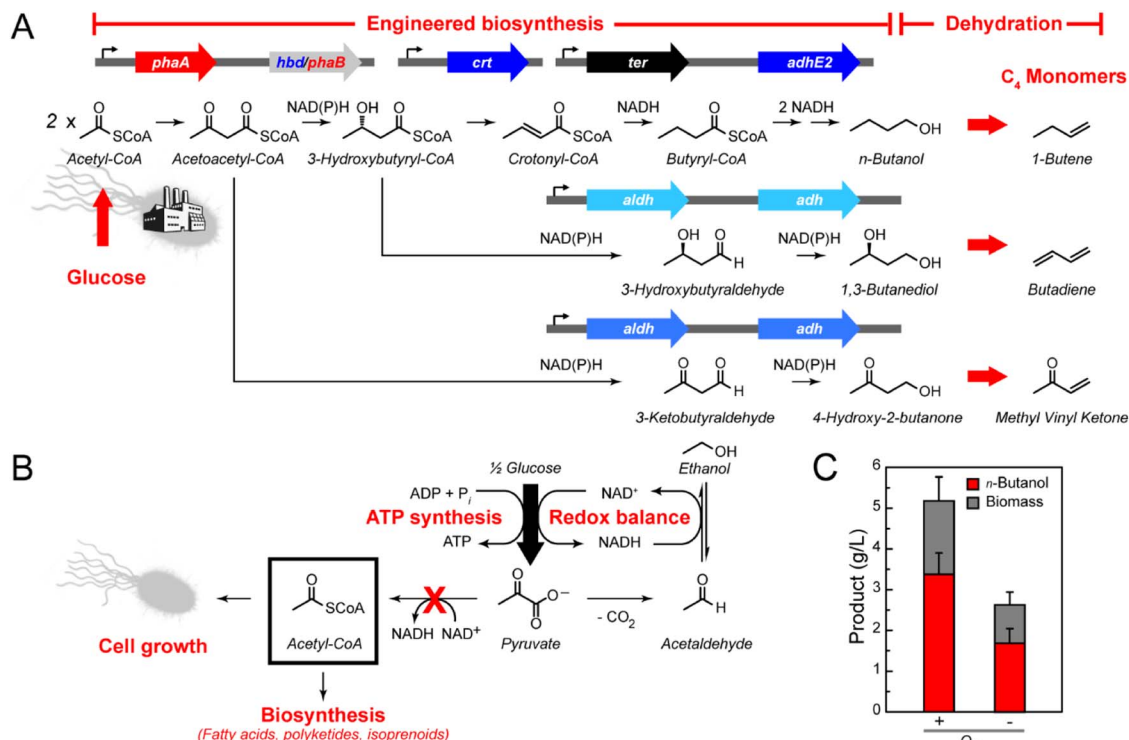 A
Engineered biosynthesis
Dehydration
phaA
hbd/phaB
crt
ter
adhE2
C4 Monomers
2 x
O
SCoA
O
O
SCoA
NAD(P)H
OH
O
SCoA
O
SCoA
NADH
O
SCoA
2 NADH
OH
Acetyl-CoA
Acetoacetyl-CoA
3-Hydroxybutyryl-CoA
Crotonyl-CoA
Butyryl-CoA
n-Butanol
1-Butene
aldh
adh
Glucose
NAD(P)H
OH
O
H
NAD(P)H
OH
OH
3-Hydroxybutyraldehyde
1,3-Butanediol
Butadiene
aldh
adh
NAD(P)H
O
O
H
NAD(P)H
O
OH
O
3-Ketobutyraldehyde
4-Hydroxy-2-butanone
Methyl Vinyl Ketone
B
½ Glucose
OH
Ethanol
ADP + Pi
NAD+
ATP synthesis
Redox balance
ATP
NADH
O
SCoA
Acetyl-CoA
X
NADH
NAD+
O
O−
O
Pyruvate
- CO2
O
H
Acetaldehyde
Cell growth
Biosynthesis
(Fatty acids, polyketides, isoprenoids)
C
n-Butanol
Biomass
Product (g/L)
6
5
4
3
2
1
0
+
-